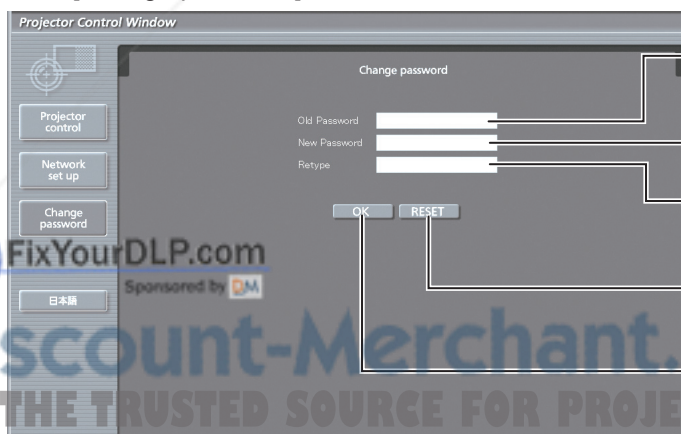 Projector Control Window
Change password
Old Password
New Password
Retype
OK RESET
Projector
control
Network
set up
Change
password
日本語
FixYourDLP.com
Sponsored by DM
scount-Merchant.
THE TRUSTED SOURCE FOR PROJE